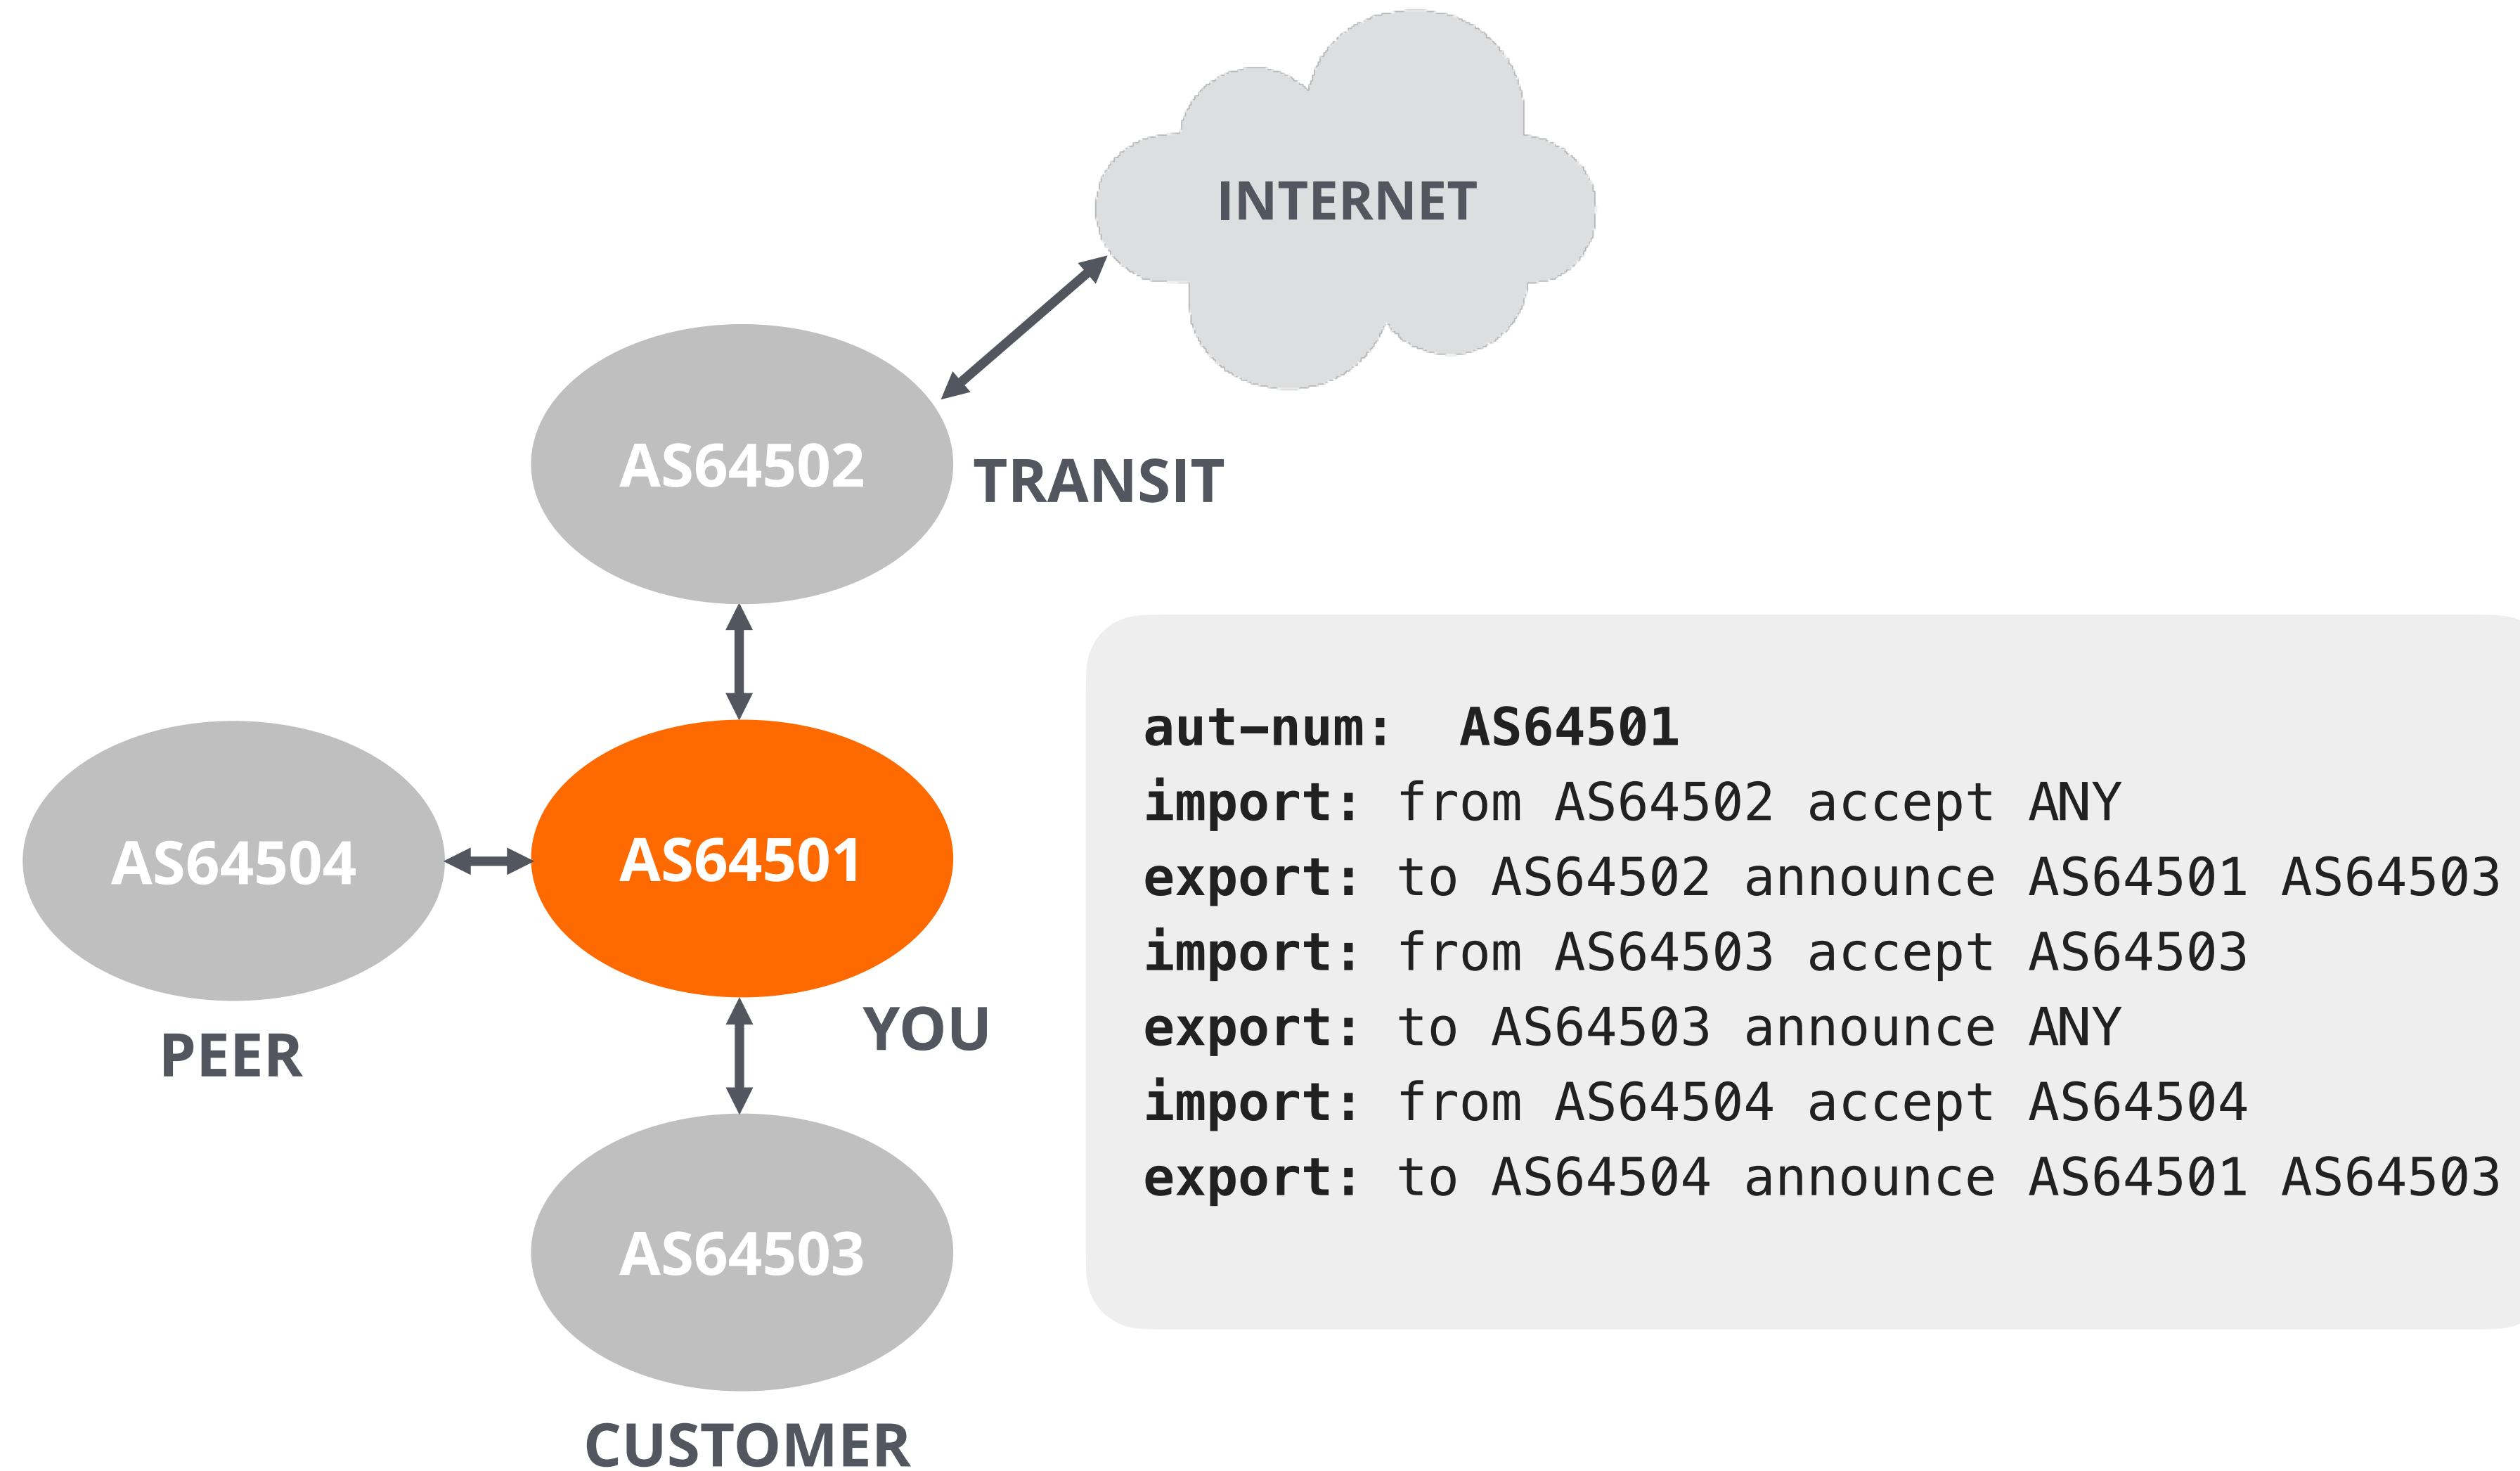 INTERNET
AS64502
TRANSIT
AS64504
AS64501
PEER
YOU
AS64503
CUSTOMER
aut-num: AS64501
import: from AS64502 accept ANY
export: to AS64502 announce AS64501 AS64503
import: from AS64503 accept AS64503
export: to AS64503 announce ANY
import: from AS64504 accept AS64504
export: to AS64504 announce AS64501 AS64503